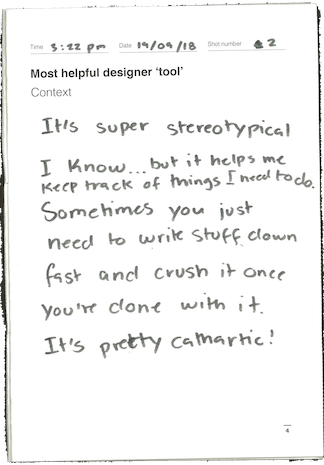 Time 5:22 pm Date 19/09/18 Shot number 2
Most helpful designer 'tool'
Context
It's super stereotypical
I know...but it helps me
keep track of things I need to do.
Sometimes you just
need to write stuff down
fast and crush it once
you're done with it.
It's pretty cathartic!
4